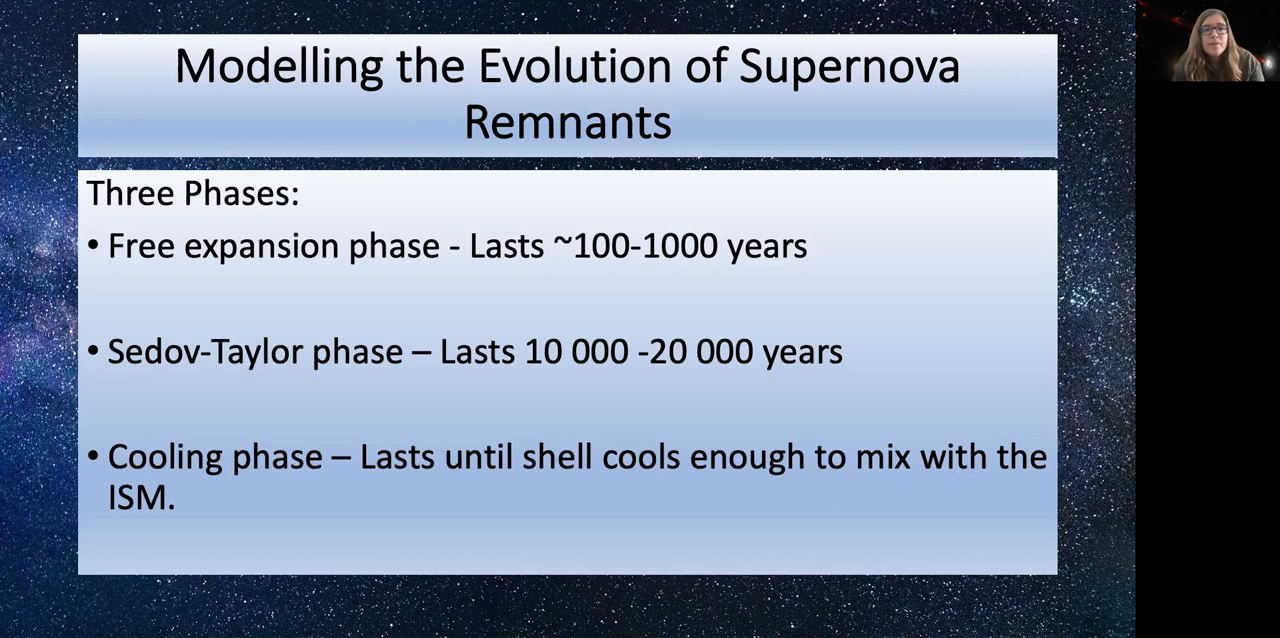 Modelling the Evolution of Supernova
Remnants
Three Phases:
• Free expansion phase - Lasts ~100-1000 years
• Sedov-Taylor phase – Lasts 10 000 -20 000 years
• Cooling phase – Lasts until shell cools enough to mix with the
ISM.